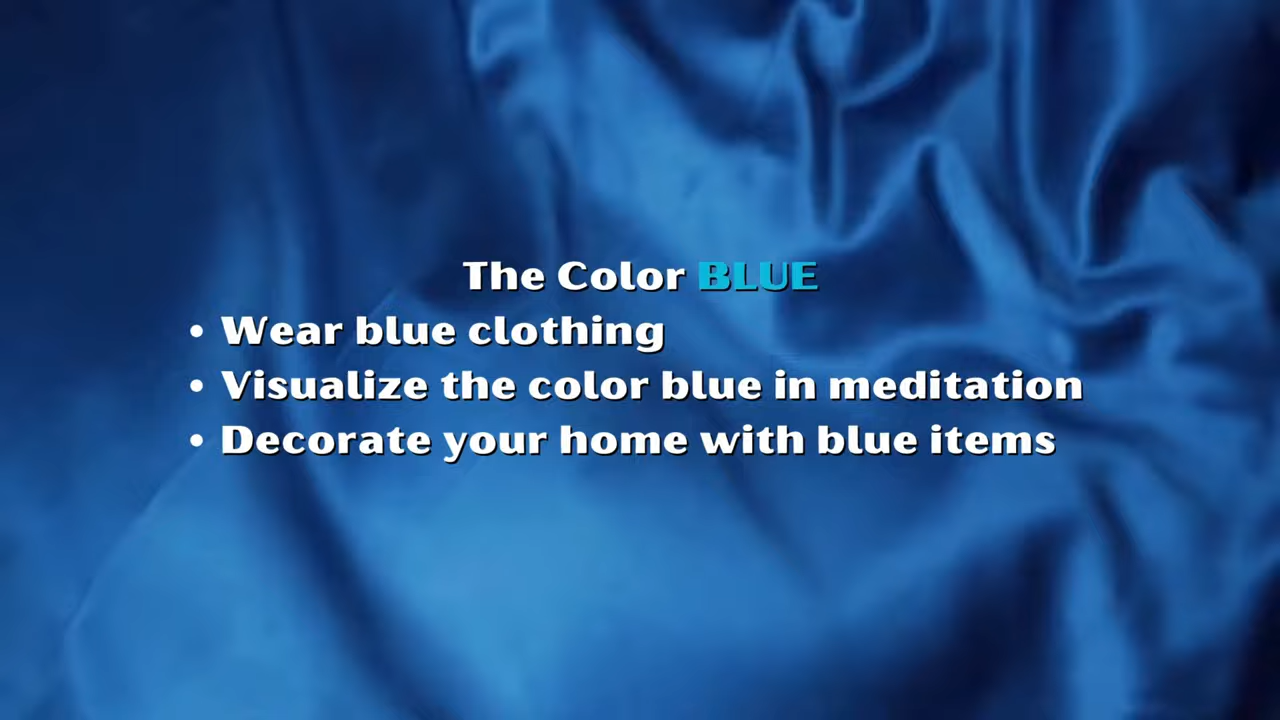 The Color BLUE
• Wear blue clothing
• Visualize the color blue in meditation
• Decorate your home with blue items